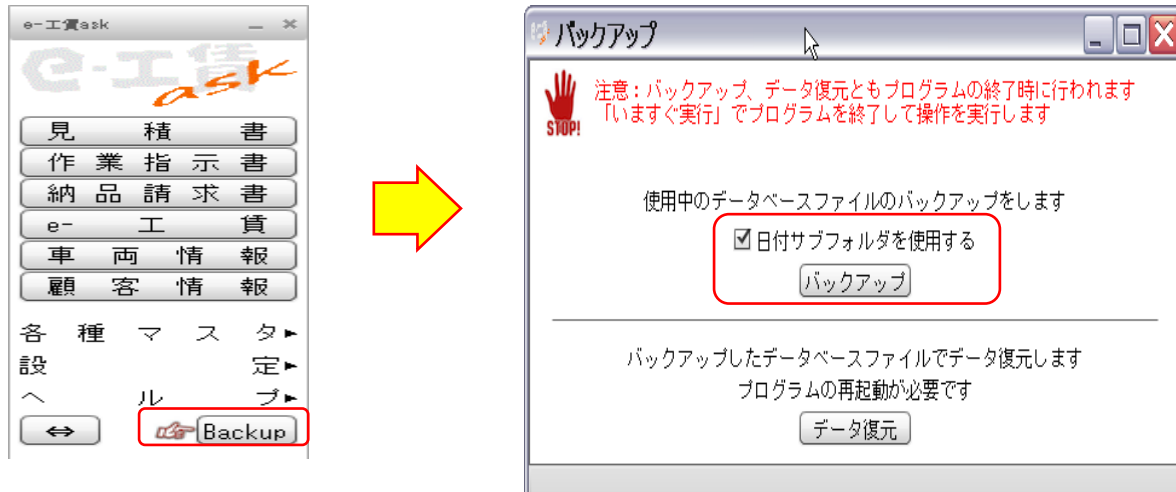 e-工賃ask
e-工賃
ask
見積書
作業指示書
納品請求書
e-工賃
車両情報
顧客情報
各種マスタ
設定
ヘルプ
Backup
バックアップ
STOP!
注意：バックアップ、データ復元ともプログラムの終了時に行われます
「いますぐ実行」でプログラムを終了して操作を実行します
使用中のデータベースファイルのバックアップをします
日付サブフォルダを使用する
バックアップ
バックアップしたデータベースファイルでデータ復元します
プログラムの再起動が必要です
データ復元